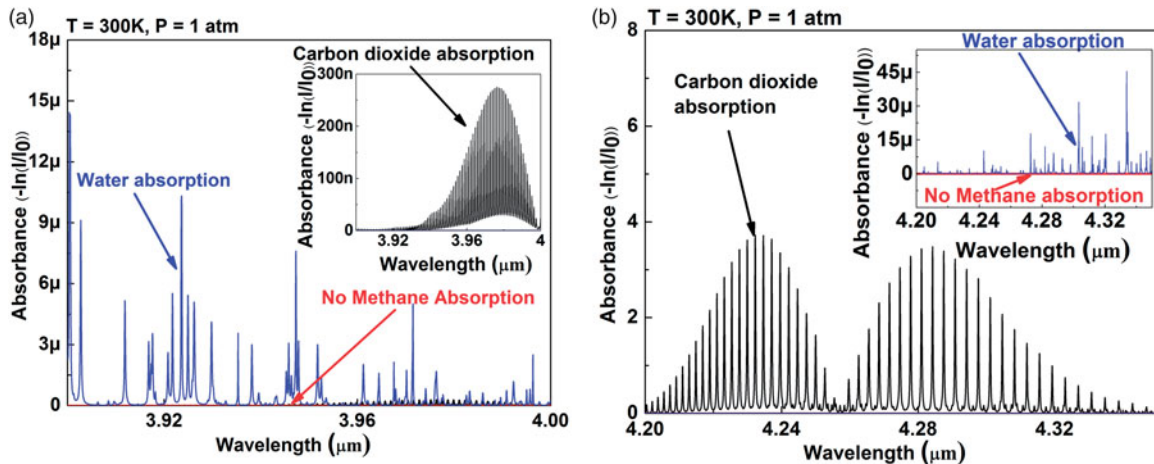 (a)
T = 300K, P = 1 atm
18µ
15µ
12µ
9µ
6µ
3µ
0
Absorbance (-ln(I/I0))
Water absorption
Carbon dioxide absorption
300n
200n
100n
0
Absorbance (-ln(I/I0))
3.92
3.96
4
Wavelength (µm)
No Methane Absorption
3.92
3.96
4.00
Wavelength (µm)
(b)
T = 300K, P = 1 atm
8
6
4
2
0
Absorbance (-ln(I/I0))
Carbon dioxide
absorption
Water absorption
45µ
30µ
15µ
0
Absorbance (-ln(I/I0))
No Methane absorption
4.20
4.24
4.28
4.32
Wavelength (µm)
4.20
4.24
4.28
4.32
Wavelength (µm)